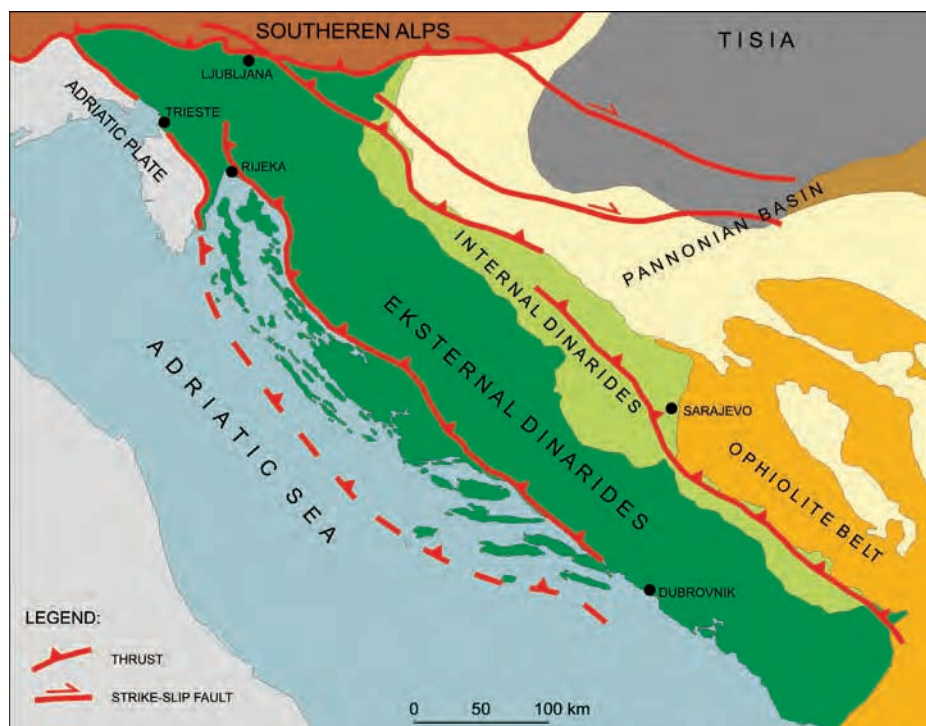 SOUTHEREN ALPS
TISIA
LJUBLJANA
TRIESTE
ADRIATIC PLATE
RIJEKA
PANNONIAN BASIN
INTERNAL DINARIDES
EKSTERNAL DINARIDES
ADRIATIC SEA
SARAJEVO
OPHIOLITE BELT
DUBROVNIK
LEGEND:
THRUST
STRIKE-SLIP FAULT
0 50 100 km